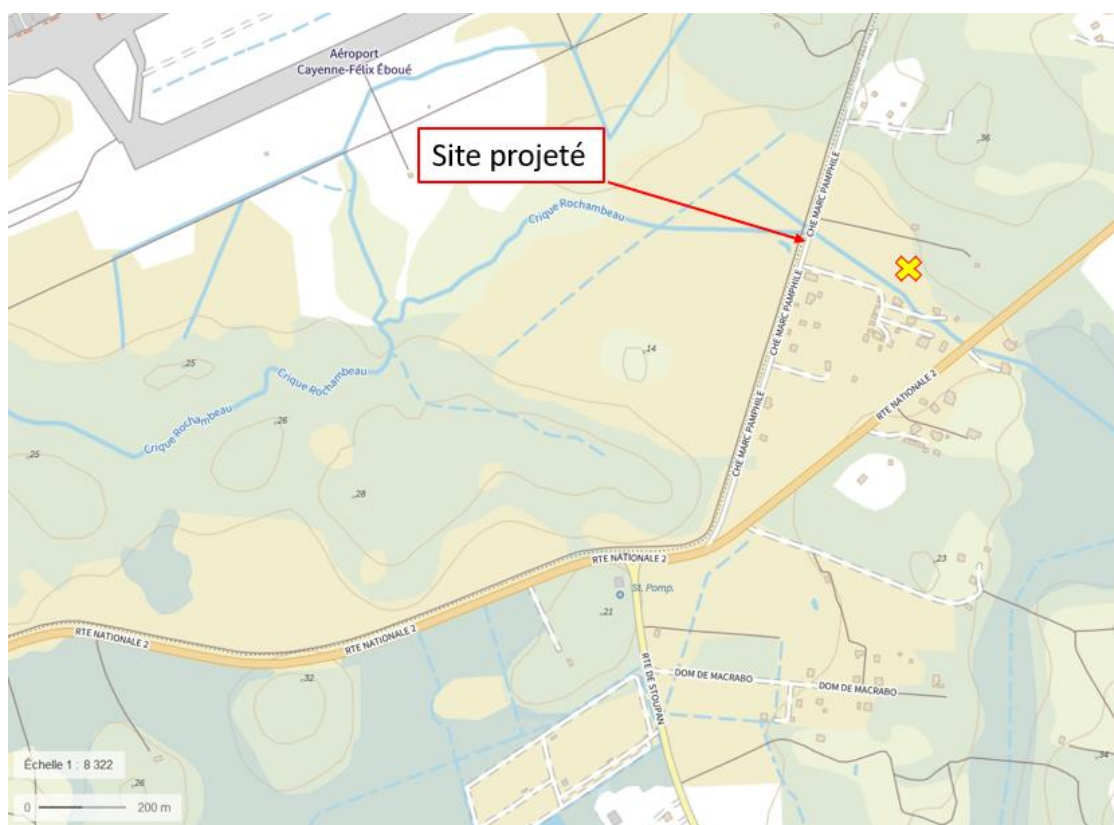 Aéroport
Cayenne-Félix Éboué
Site projeté
36
CHE MARC PAMPHILE
Crique Rochambeau
CHE MARC PAMPHILE
14
25
Crique Rochambeau
RTE NATIONALE 2
26
Crique Rochambeau
CHE MARC PAMPHILE
25
28
RTE NATIONALE 2
23
St. Pomp.
21
RTE NATIONALE 2
RTE NATIONALE 2
32
RTE DE STOUPAN
DOM DE MACRABO
DOM DE MACRABO
34
Échelle 1 : 8 322
26
0 200 m